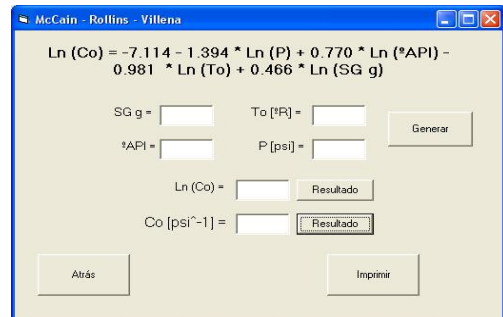 McCain - Rollins - Villena
Ln (Co) = -7.114 - 1.394 * Ln (P) + 0.770 * Ln (ºAPI) -
0.981 * Ln (To) + 0.466 * Ln (SG g)
SG g = To [ºR] =
Generar
ºAPI = P [psi] =
Ln (Co) = Resultado
Co [psi^-1] = Resultado
Atrás Imprimir